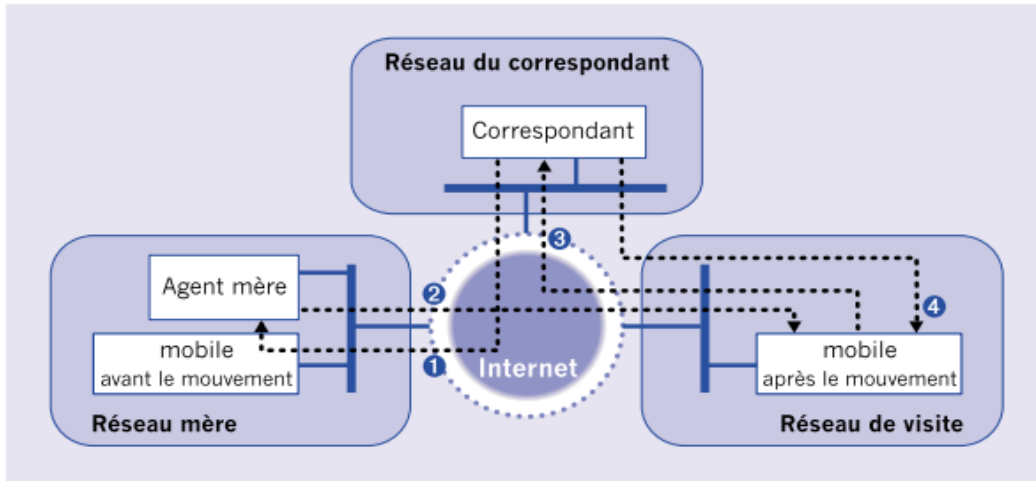 Réseau du correspondant
Correspondant
3
Agent mère
2
4
mobile
avant le mouvement
1
Internet
mobile
après le mouvement
Réseau mère
Réseau de visite